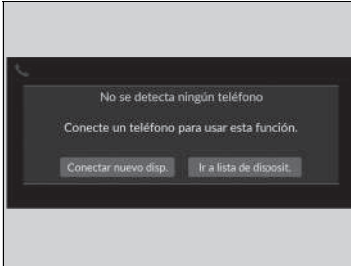 No se detecta ningún teléfono
Conecte un teléfono para usar esta función.
Conectar nuevo disp.
Ir a lista de disposit.